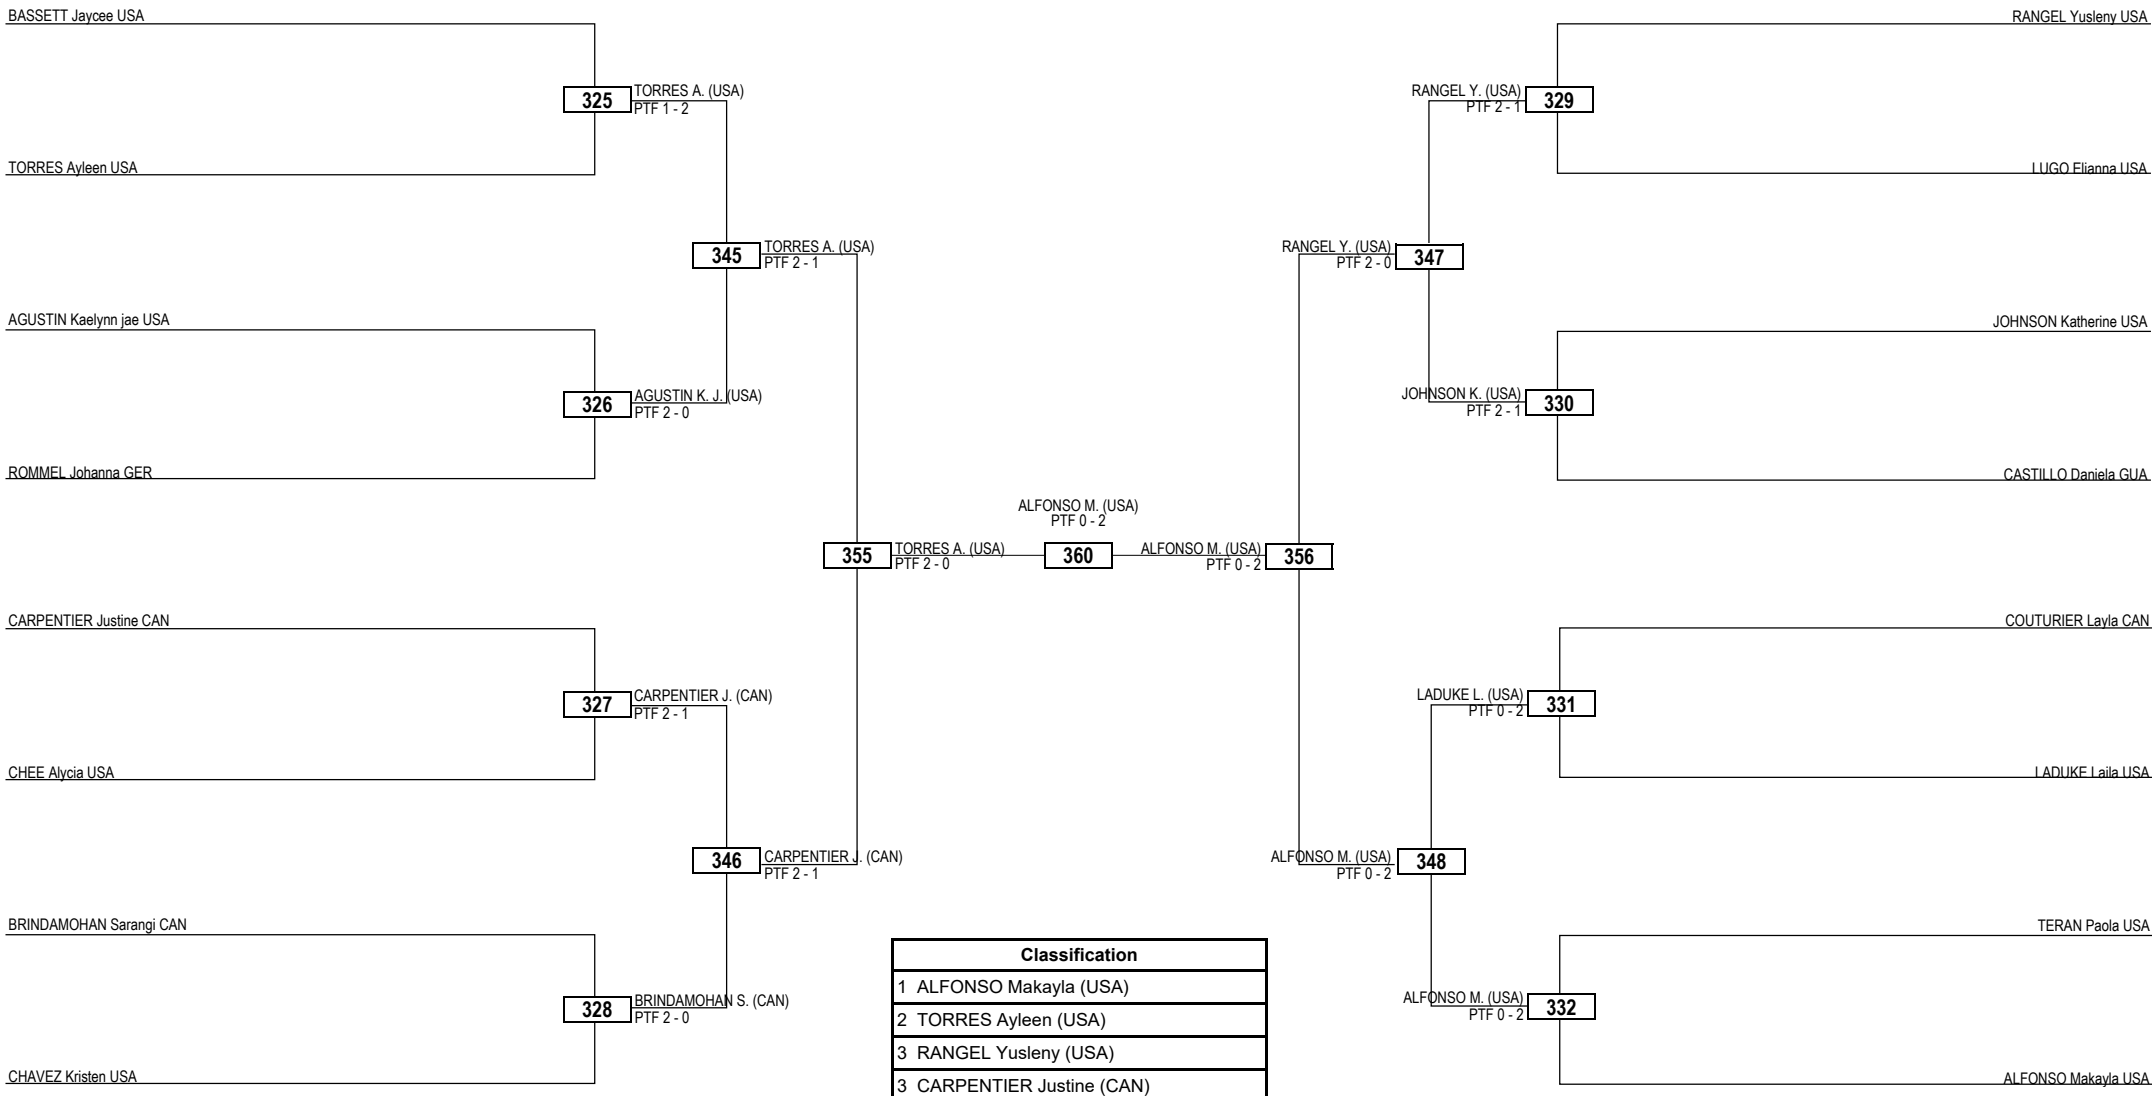 BASSETT Jaycee USA
RANGEL Yusleny USA
325
TORRES A. (USA)
PTF 1 - 2
RANGEL Y. (USA)
PTF 2 - 1
329
TORRES Ayleen USA
LUGO Elianna USA
345
TORRES A. (USA)
PTF 2 - 1
RANGEL Y. (USA)
PTF 2 - 0
347
AGUSTIN Kaelynn jae USA
JOHNSON Katherine USA
326
AGUSTIN K. J. (USA)
PTF 2 - 0
JOHNSON K. (USA)
PTF 2 - 1
330
ROMMEL Johanna GER
CASTILLO Daniela GUA
ALFONSO M. (USA)
PTF 0 - 2
355
TORRES A. (USA)
PTF 2 - 0
360
ALFONSO M. (USA)
PTF 0 - 2
356
CARPENTIER Justine CAN
COUTURIER Layla CAN
327
CARPENTIER J. (CAN)
PTF 2 - 1
LADUKE L. (USA)
PTF 0 - 2
331
CHEE Alycia USA
LADUKE Laila USA
346
CARPENTIER J. (CAN)
PTF 2 - 1
ALFONSO M. (USA)
PTF 0 - 2
348
BRINDAMOHAN Sarangi CAN
TERAN Paola USA
328
BRINDAMOHAN S. (CAN)
PTF 2 - 0
ALFONSO M. (USA)
PTF 0 - 2
332
CHAVEZ Kristen USA
ALFONSO Makayla USA
Classification
1 ALFONSO Makayla (USA)
2 TORRES Ayleen (USA)
3 RANGEL Yusleny (USA)
3 CARPENTIER Justine (CAN)